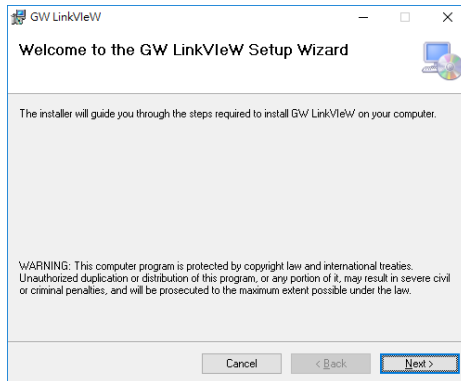 GW LinkVIeW
Welcome to the GW LinkVIeW Setup Wizard
The installer will guide you through the steps required to install GW LinkVIeW on your computer.
WARNING: This computer program is protected by copyright law and international treaties.
Unauthorized duplication or distribution of this program, or any portion of it, may result in severe civil
or criminal penalties, and will be prosecuted to the maximum extent possible under the law.
Cancel
< Back
Next >